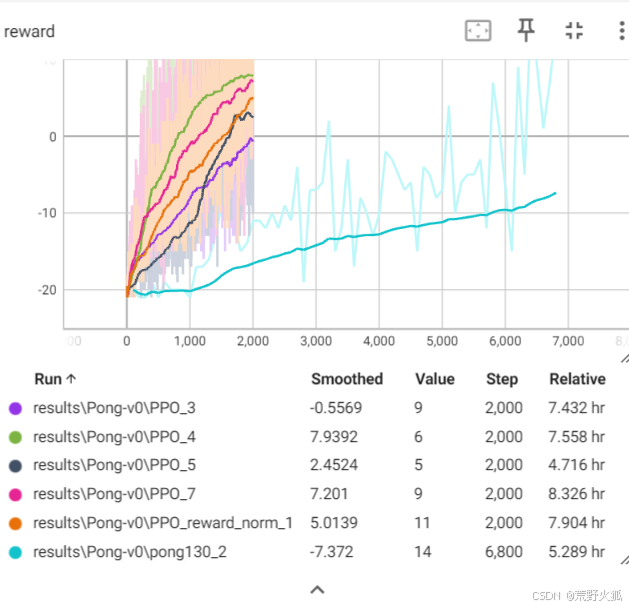 reward
10
0
-10
-20
00 0 1,000 2,000 3,000 4,000 5,000 6,000 7,000 8,0
Run ↑ Smoothed Value Step Relative
results\Pong-v0\PPO_3 -0.5569 9 2,000 7.432 hr
results\Pong-v0\PPO_4 7.9392 6 2,000 7.558 hr
results\Pong-v0\PPO_5 2.4524 5 2,000 4.716 hr
results\Pong-v0\PPO_7 7.201 9 2,000 8.326 hr
results\Pong-v0\PPO_reward_norm_1 5.0139 11 2,000 7.904 hr
results\Pong-v0\pong130_2 -7.372 14 6,800 5.289 hr
CSDN @荒野火狐